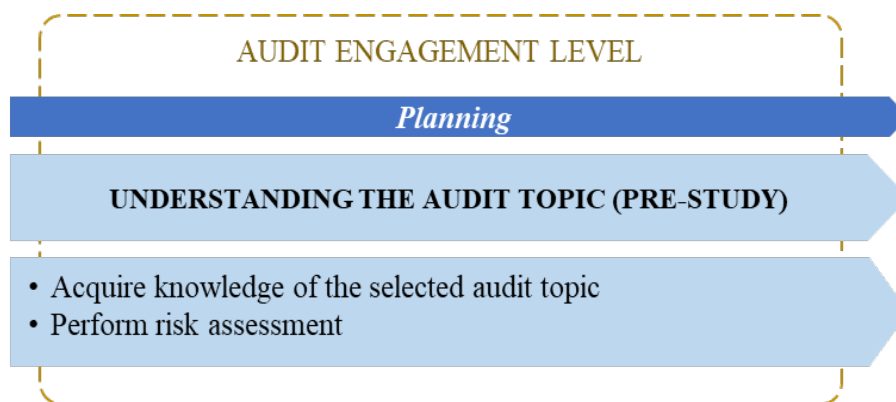 AUDIT ENGAGEMENT LEVEL
Planning
UNDERSTANDING THE AUDIT TOPIC (PRE-STUDY)
• Acquire knowledge of the selected audit topic
• Perform risk assessment